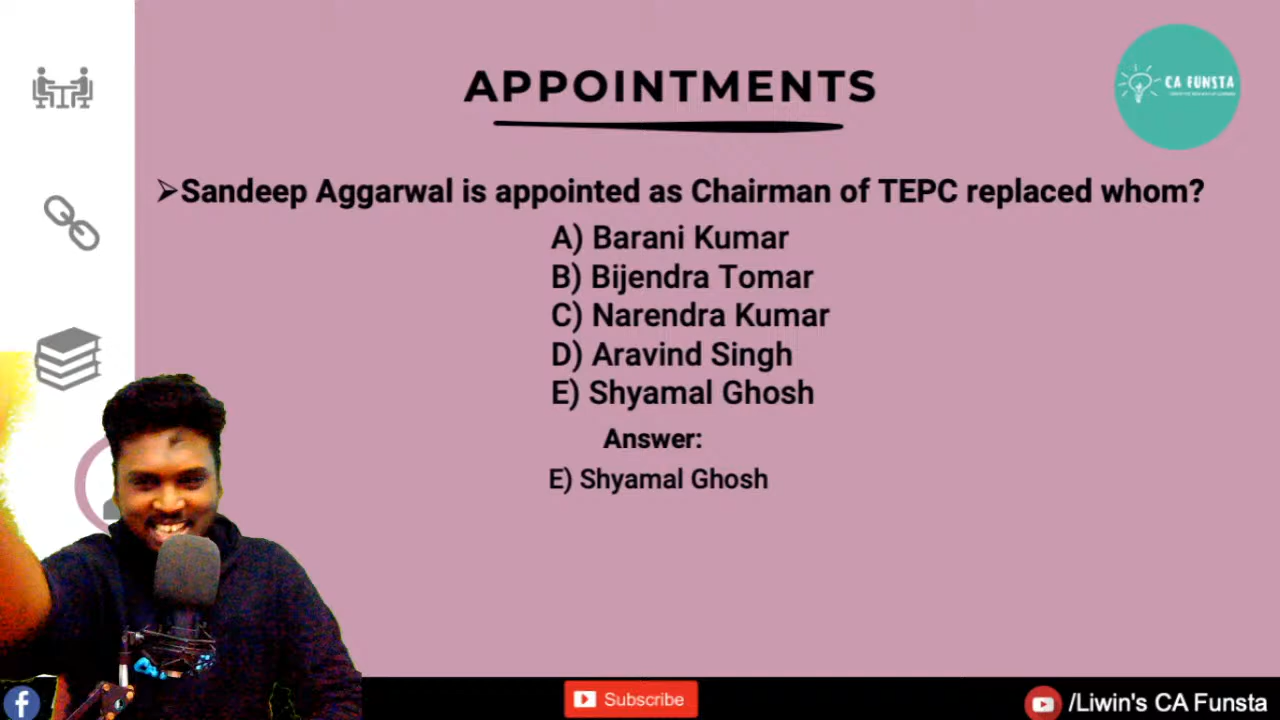 APPOINTMENTS
CA FUNSTA
➢Sandeep Aggarwal is appointed as Chairman of TEPC replaced whom?
A) Barani Kumar
B) Bijendra Tomar
C) Narendra Kumar
D) Aravind Singh
E) Shyamal Ghosh
Answer:
E) Shyamal Ghosh
Subscribe
/Liwin's CA Funsta